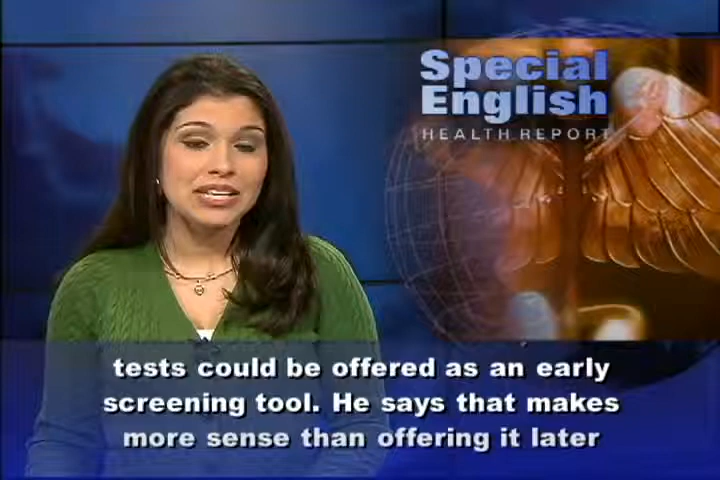 Special
English
HEALTH REPORT
tests could be offered as an early
screening tool. He says that makes
more sense than offering it later